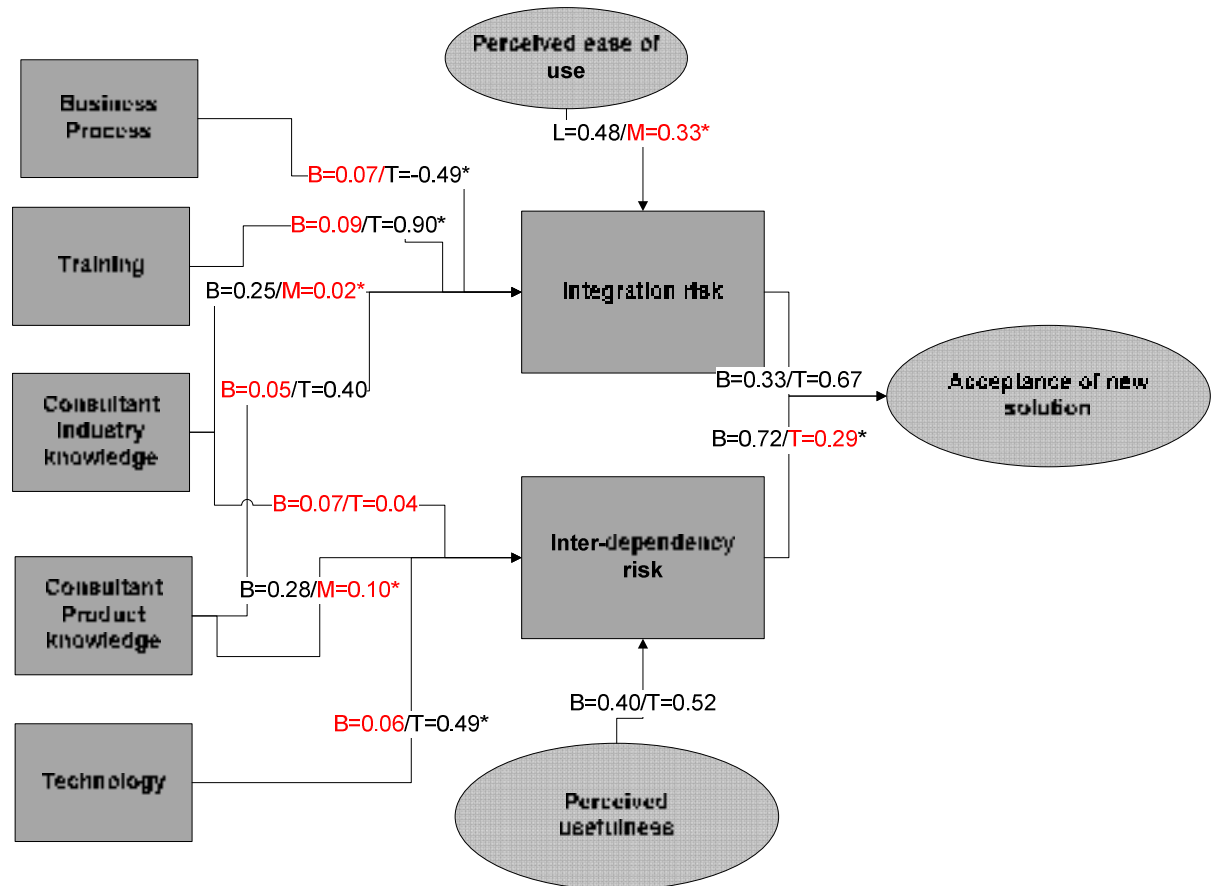 Perceived ease of
use
Business
Process
L=0.48/M=0.33*
B=0.07/T=-0.49*
B=0.09/T=0.90*
Training
B=0.25/M=0.02*
Integration risk
B=0.05/T=0.40
B=0.33/T=0.67
Acceptance of new
solution
Consultant
Industry
knowledge
B=0.72/T=0.29*
B=0.07/T=0.04
Inter-dependency
risk
B=0.28/M=0.10*
Consultant
Product
knowledge
B=0.40/T=0.52
B=0.06/T=0.49*
Technology
Perceived
usefulness